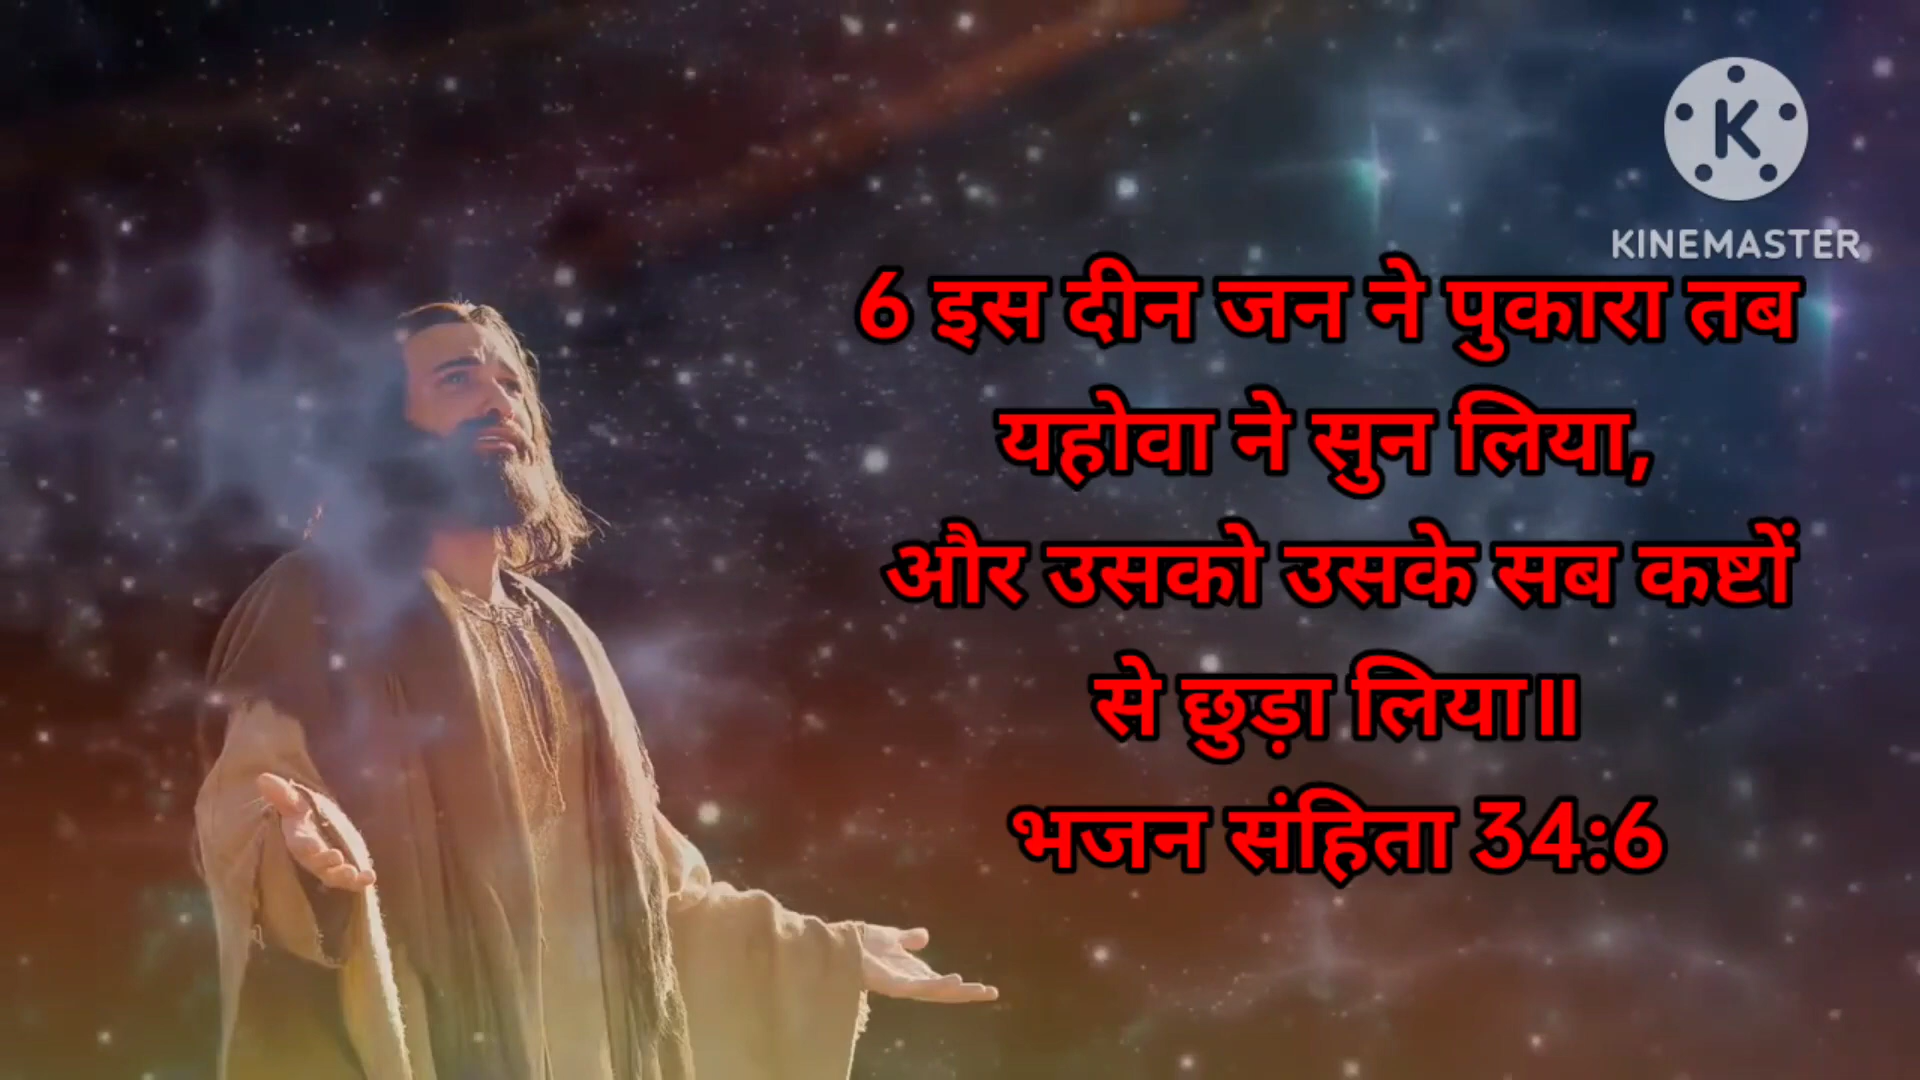 KINEMASTER
6 इस दीन जन ने पुकारा तब
यहोवा ने सुन लिया,
और उसको उसके सब कष्टों
से छुड़ा लिया॥
भजन संहिता 34:6